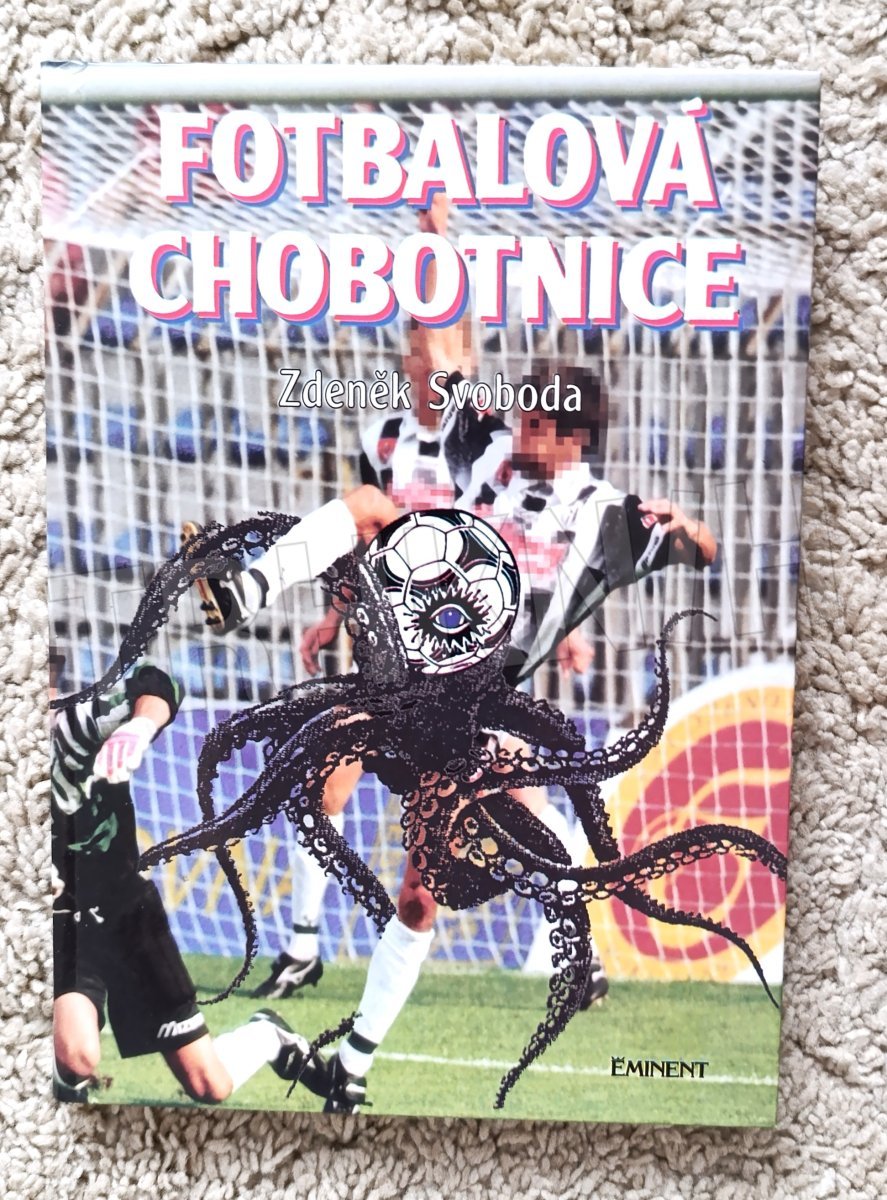 FOTBALOVÁ
CHOBOTNICE
Zdeněk Svoboda
EMINENT